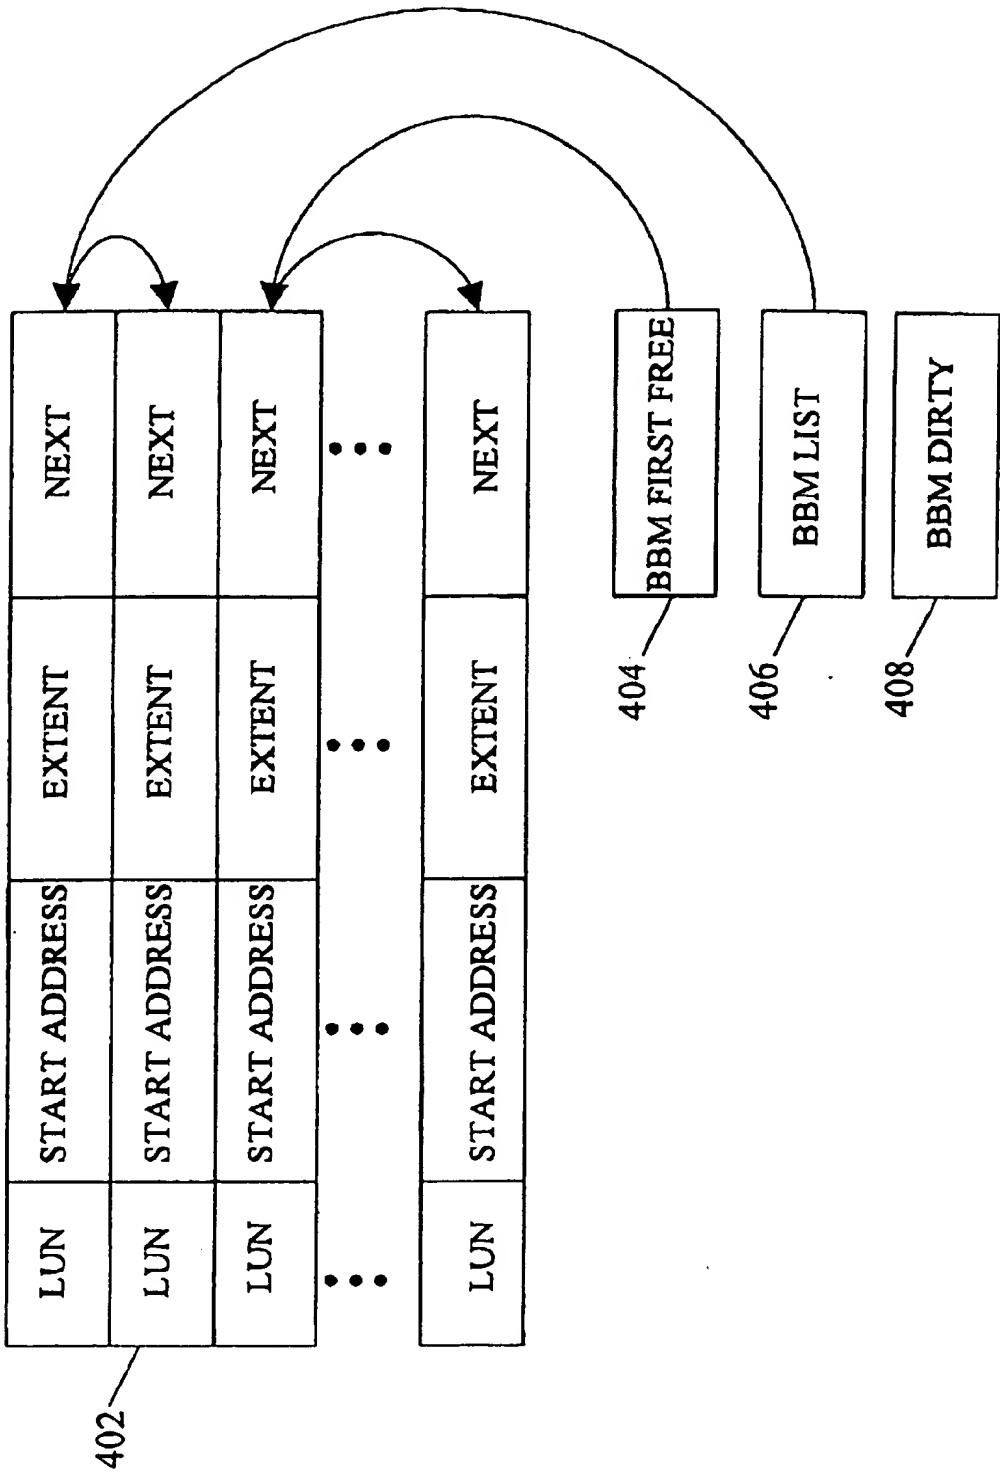 LUN START ADDRESS EXTENT NEXT
LUN START ADDRESS EXTENT NEXT
LUN START ADDRESS EXTENT NEXT
LUN START ADDRESS EXTENT NEXT
402
404 BBM FIRST FREE
406 BBM LIST
408 BBM DIRTY